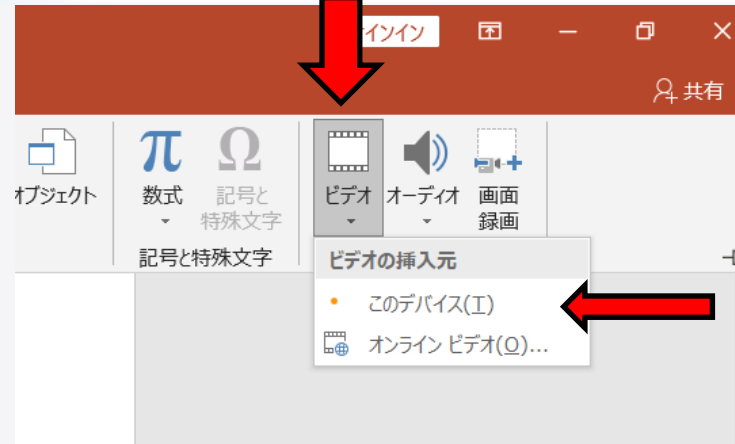 インイン
共有
オブジェクト
数式
記号と
特殊文字
ビデオ
オーディオ
画面
録画
記号と特殊文字
ビデオの挿入元
このデバイス(T)
オンライン ビデオ(O)...